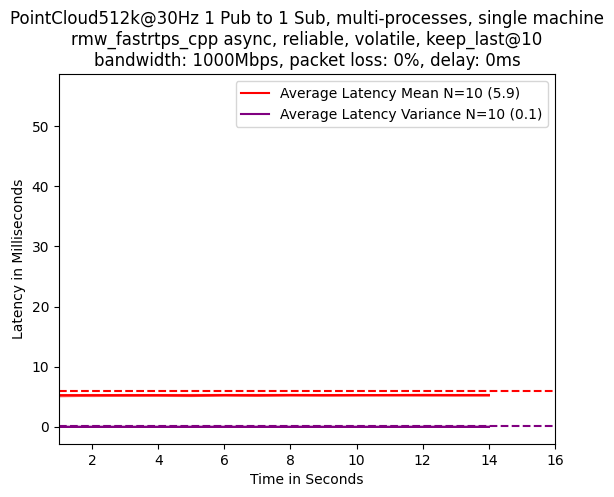 PointCloud512k@30Hz 1 Pub to 1 Sub, multi-processes, single machine
rmw_fastrtps_cpp async, reliable, volatile, keep_last@10
bandwidth: 1000Mbps, packet loss: 0%, delay: 0ms
Average Latency Mean N=10 (5.9)
Average Latency Variance N=10 (0.1)
Latency in Milliseconds
50
40
30
20
10
0
2 4 6 8 10 12 14 16
Time in Seconds